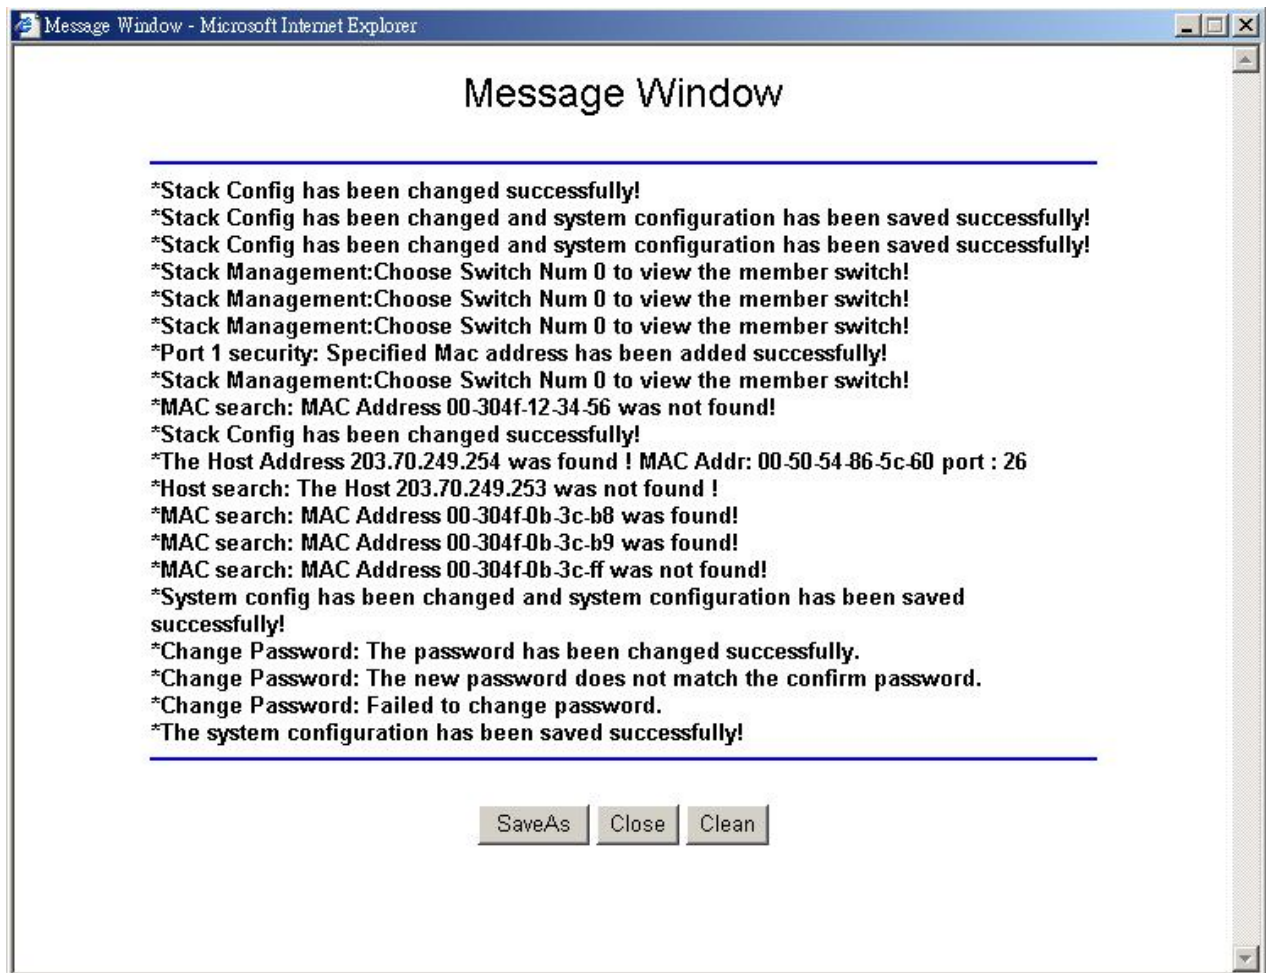 Message Window - Microsoft Internet Explorer
Message Window
*Stack Config has been changed successfully!
*Stack Config has been changed and system configuration has been saved successfully!
*Stack Config has been changed and system configuration has been saved successfully!
*Stack Management:Choose Switch Num 0 to view the member switch!
*Stack Management:Choose Switch Num 0 to view the member switch!
*Stack Management:Choose Switch Num 0 to view the member switch!
*Port 1 security: Specified Mac address has been added successfully!
*Stack Management:Choose Switch Num 0 to view the member switch!
*MAC search: MAC Address 00-304f-12-34-56 was not found!
*Stack Config has been changed successfully!
*The Host Address 203.70.249.254 was found ! MAC Addr: 00-50-54-86-5c-60 port : 26
*Host search: The Host 203.70.249.253 was not found !
*MAC search: MAC Address 00-304f-0b-3c-b8 was found!
*MAC search: MAC Address 00-304f-0b-3c-b9 was found!
*MAC search: MAC Address 00-304f-0b-3c-ff was not found!
*System config has been changed and system configuration has been saved
successfully!
*Change Password: The password has been changed successfully.
*Change Password: The new password does not match the confirm password.
*Change Password: Failed to change password.
*The system configuration has been saved successfully!
SaveAs Close Clean